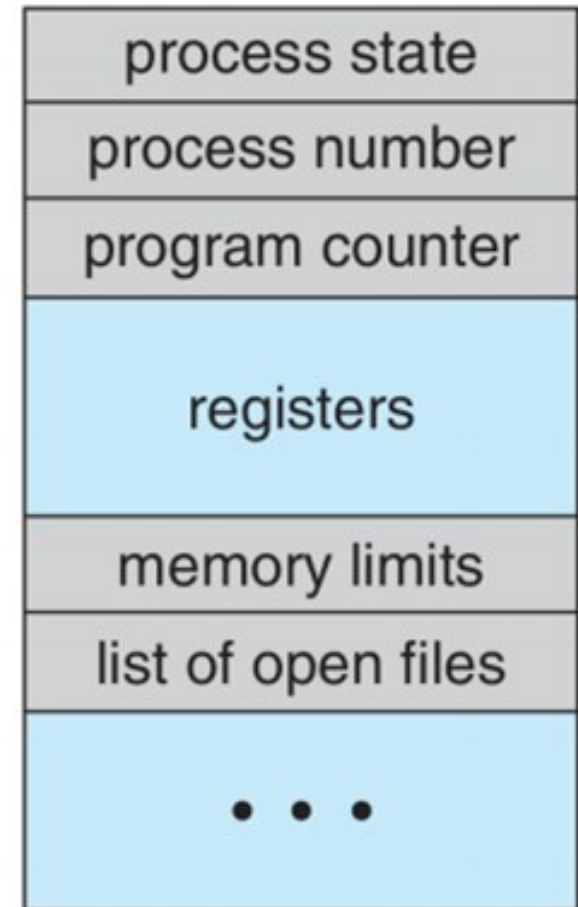 process state
process number
program counter
registers
memory limits
list of open files
• • •